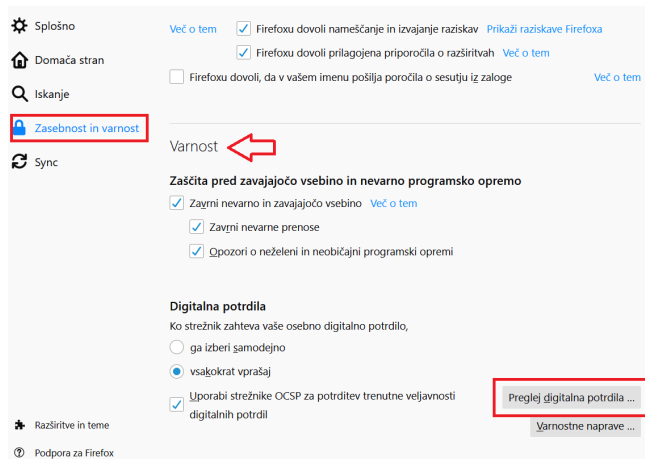 Splošno
Domača stran
Iskanje
Zasebnost in varnost
Sync
Razširitve in teme
Podpora za Firefox
Več o tem
Firefoxu dovoli nameščanje in izvajanje raziskav Prikaži raziskave Firefoxa
Firefoxu dovoli prilagojena priporočila o razširitvah Več o tem
Firefoxu dovoli, da v vašem imenu pošilja poročila o sesutju iz zaloge Več o tem
Varnost
Zaščita pred zavajajočo vsebino in nevarno programsko opremo
Zavrni nevarno in zavajajočo vsebino Več o tem
Zavrni nevarne prenose
Opozori o neželeni in neobičajni programski opremi
Digitalna potrdila
Ko strežnik zahteva vaše osebno digitalno potrdilo,
ga izberi samodejno
vsakokrat vprašaj
Uporabi strežnike OCSP za potrditev trenutne veljavnosti
digitalnih potrdil
Preglej digitalna potrdila ...
Varnostne naprave ...